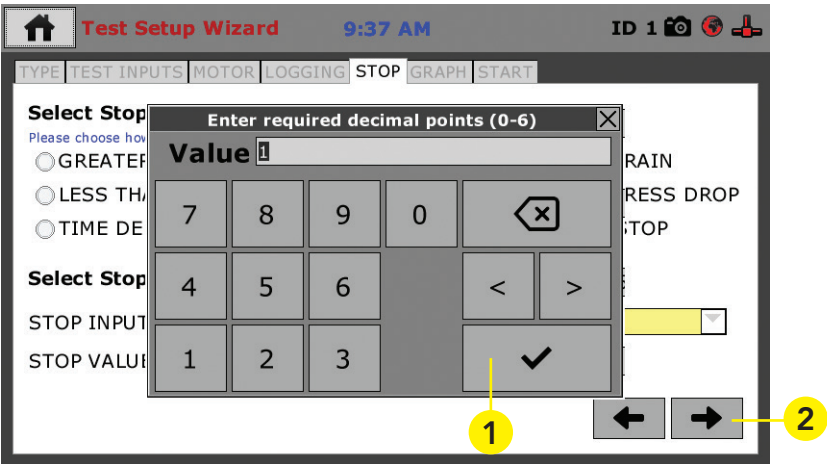 Test Setup Wizard 9:37 AM ID 1
TYPE TEST INPUTS MOTOR LOGGING STOP GRAPH START
Select Stop
Please choose how
GREATER
RAIN
LESS THA
RESS DROP
TIME DE
STOP
Enter required decimal points (0-6)
Value 1
7 8 9 0
4 5 6 < >
1 2 3
Select Stop
STOP INPUT
STOP VALUE
1
2